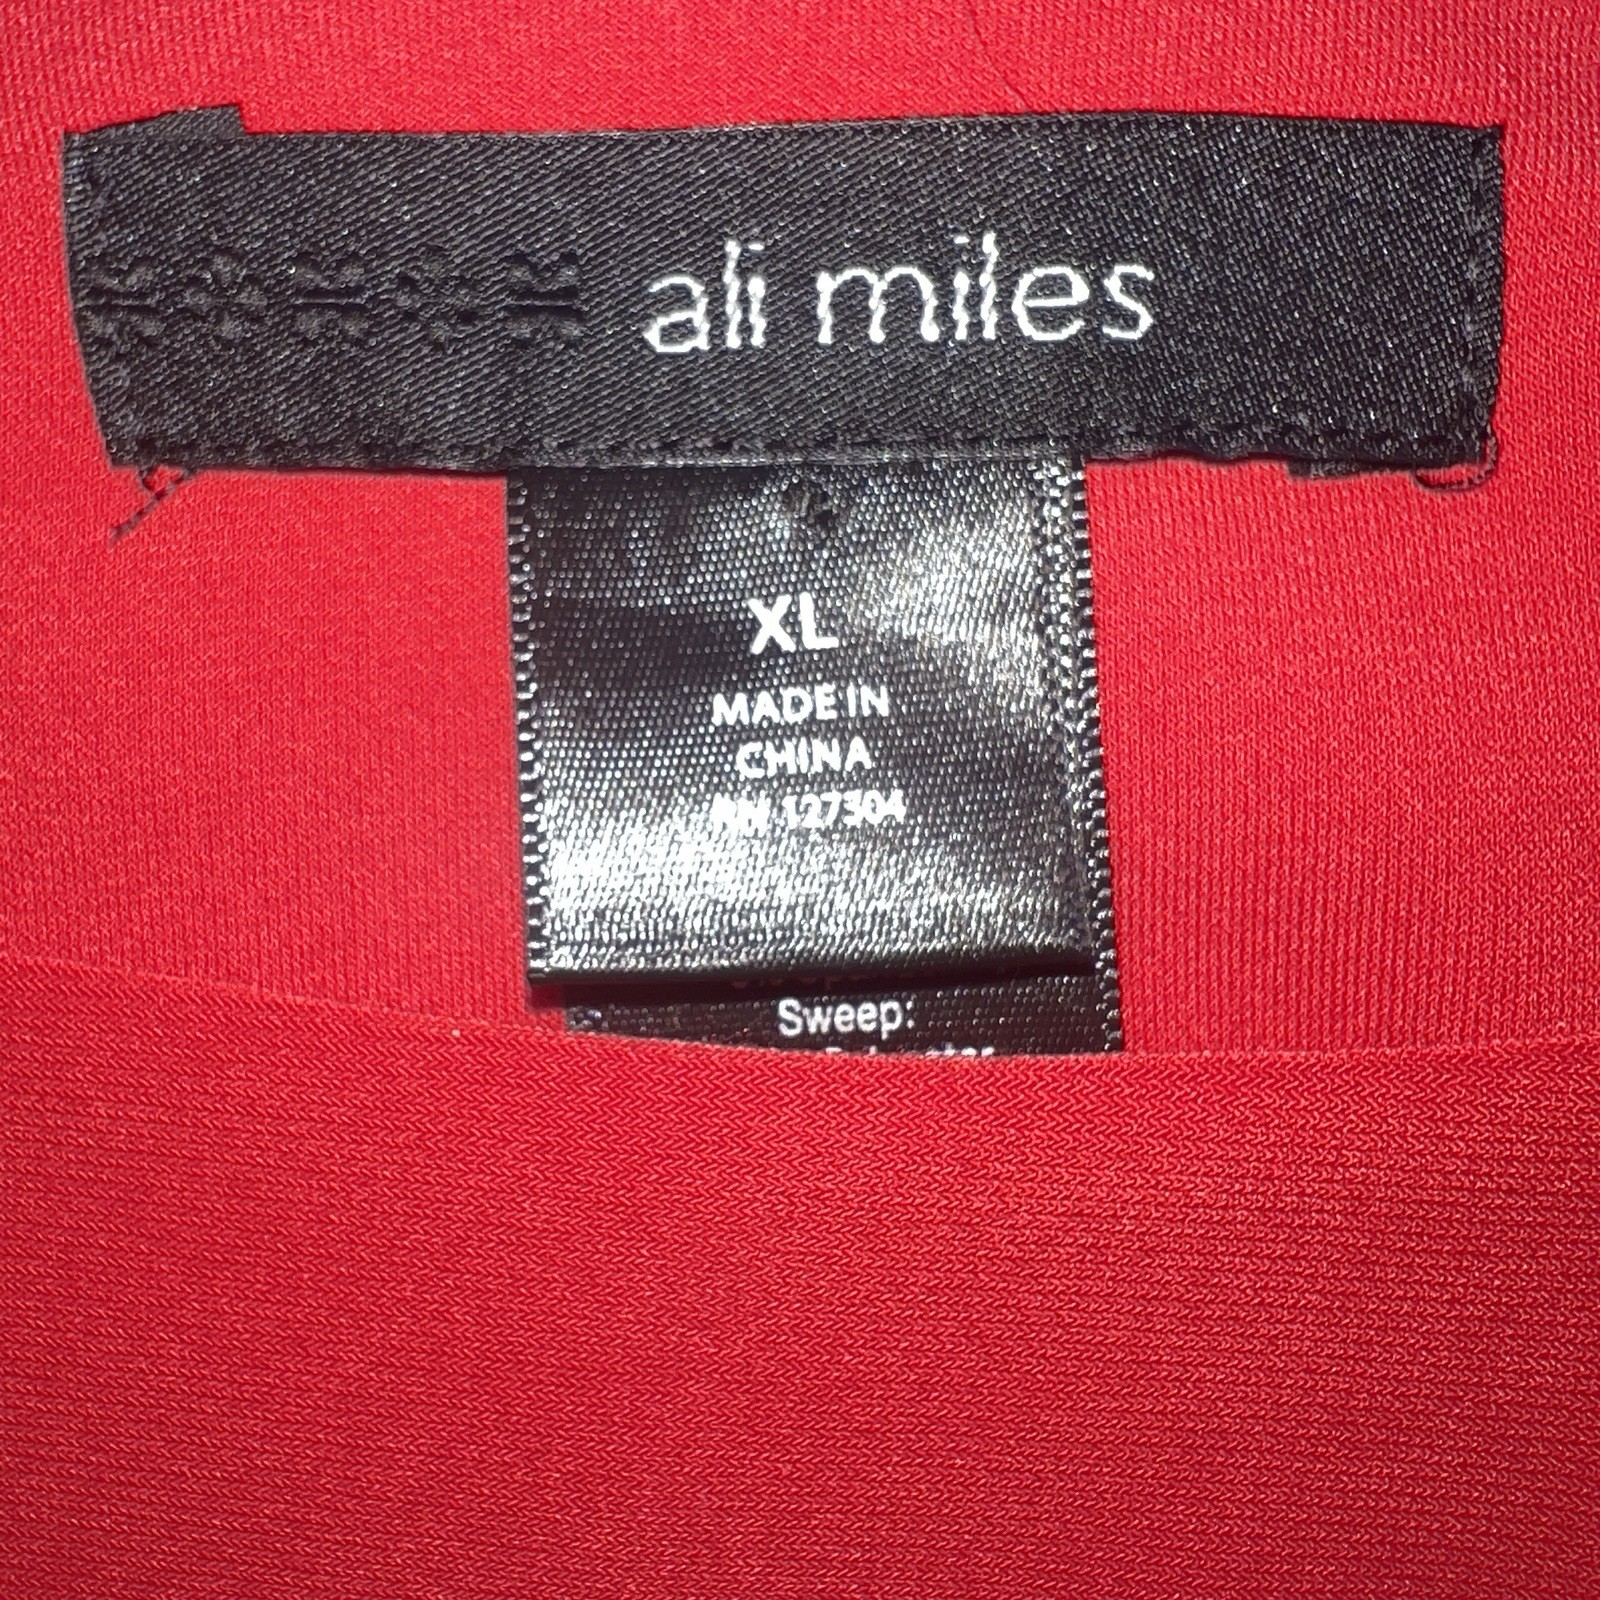 ali miles
XL
MADE IN
CHINA
RN 127304
Sweep: